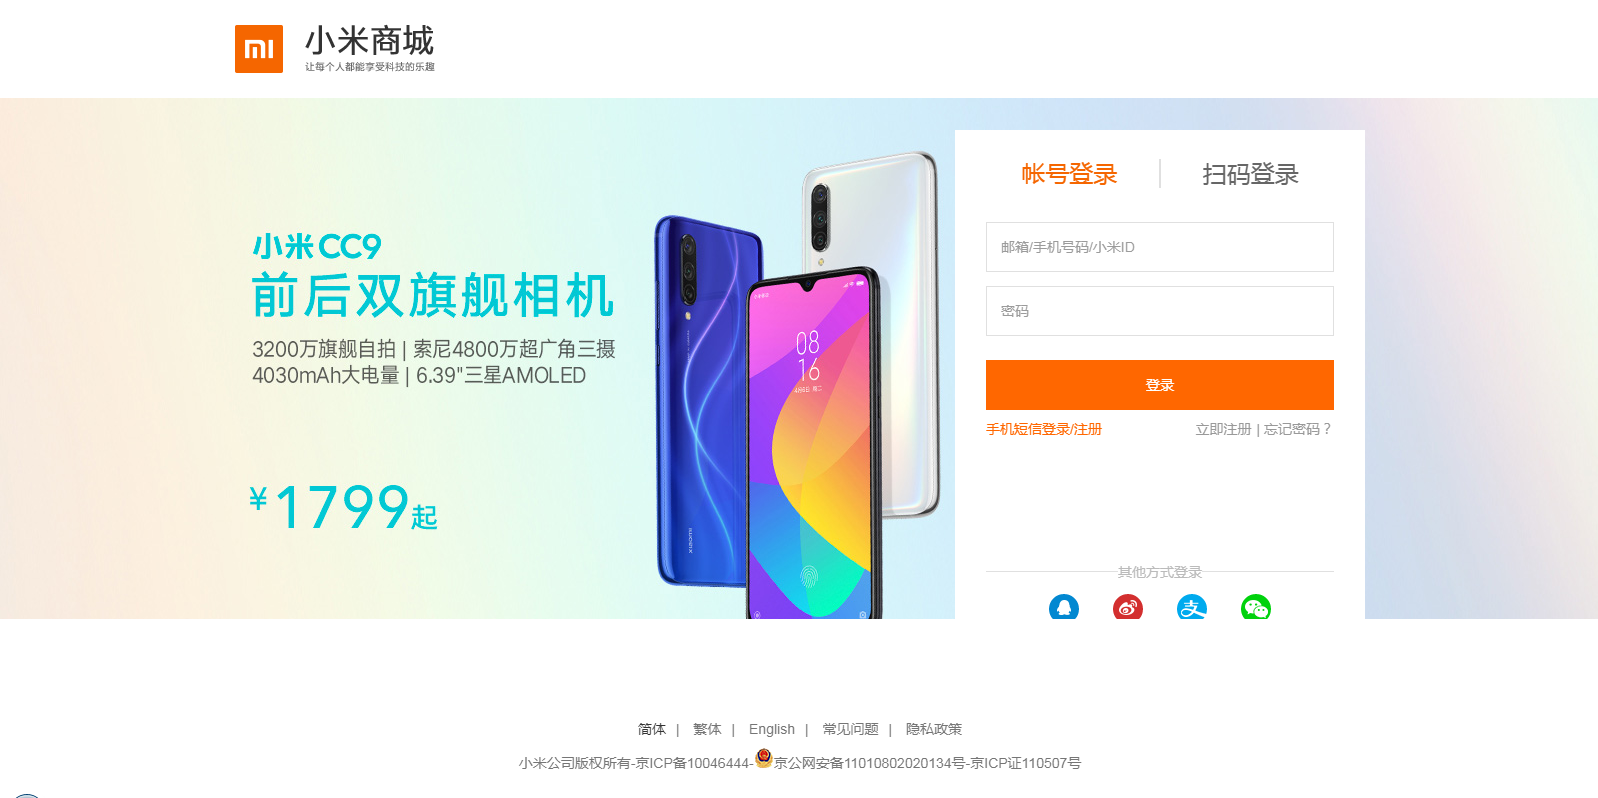 小米商城
让每个人都能享受科技的乐趣
小米CC9
前后双旗舰相机
3200万旗舰自拍 | 索尼4800万超广角三摄
4030mAh大电量 | 6.39"三星AMOLED
¥1799起
08
16
xiaomi
帐号登录
扫码登录
邮箱/手机号码/小米ID
密码
登录
手机短信登录/注册
立即注册 | 忘记密码？
其他方式登录
简体 | 繁体 | English | 常见问题 | 隐私政策
小米公司版权所有-京ICP备10046444-京公网安备11010802020134号-京ICP证110507号